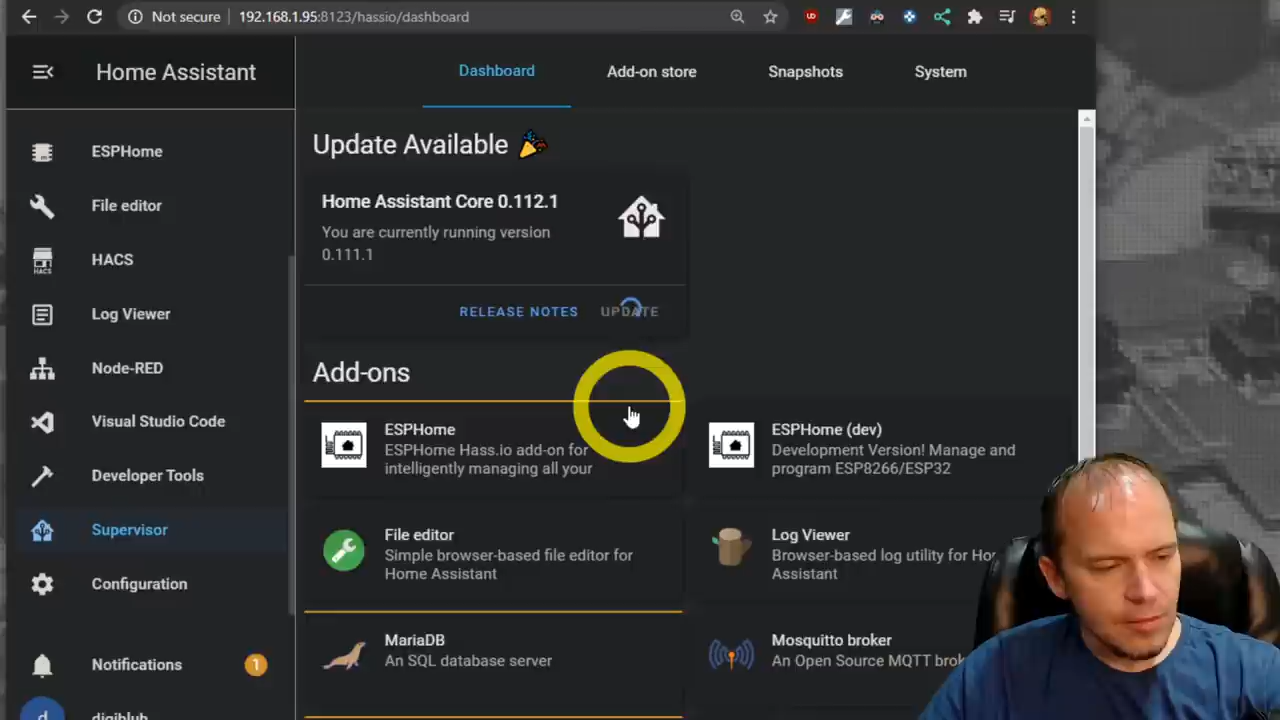 Not secure
192.168.1.95:8123/hassio/dashboard
Home Assistant
Dashboard
Add-on store
Snapshots
System
ESPHome
File editor
HACS
HACS
Log Viewer
Node-RED
Visual Studio Code
Developer Tools
Supervisor
Configuration
Notifications
1
d
digiblub
Update Available
Home Assistant Core 0.112.1
You are currently running version
0.111.1
RELEASE NOTES
UPDATE
Add-ons
ESPHome
ESPHome Hass.io add-on for
intelligently managing all your
ESPHome (dev)
Development Version! Manage and
program ESP8266/ESP32
File editor
Simple browser-based file editor for
Home Assistant
Log Viewer
Browser-based log utility for Ho
Assistant
MariaDB
An SQL database server
Mosquitto broker
An Open Source MQTT brok